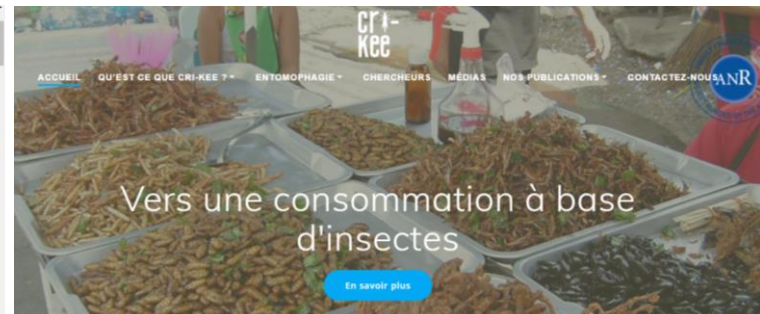 cri-
kee
ACCUEIL QU'EST CE QUE CRI-KEE ? ENTOMOPHAGIE CHERCHEURS MÉDIAS NOS PUBLICATIONS CONTACTEZ-NOUS
ANR
Vers une consommation à base
d'insectes
En savoir plus